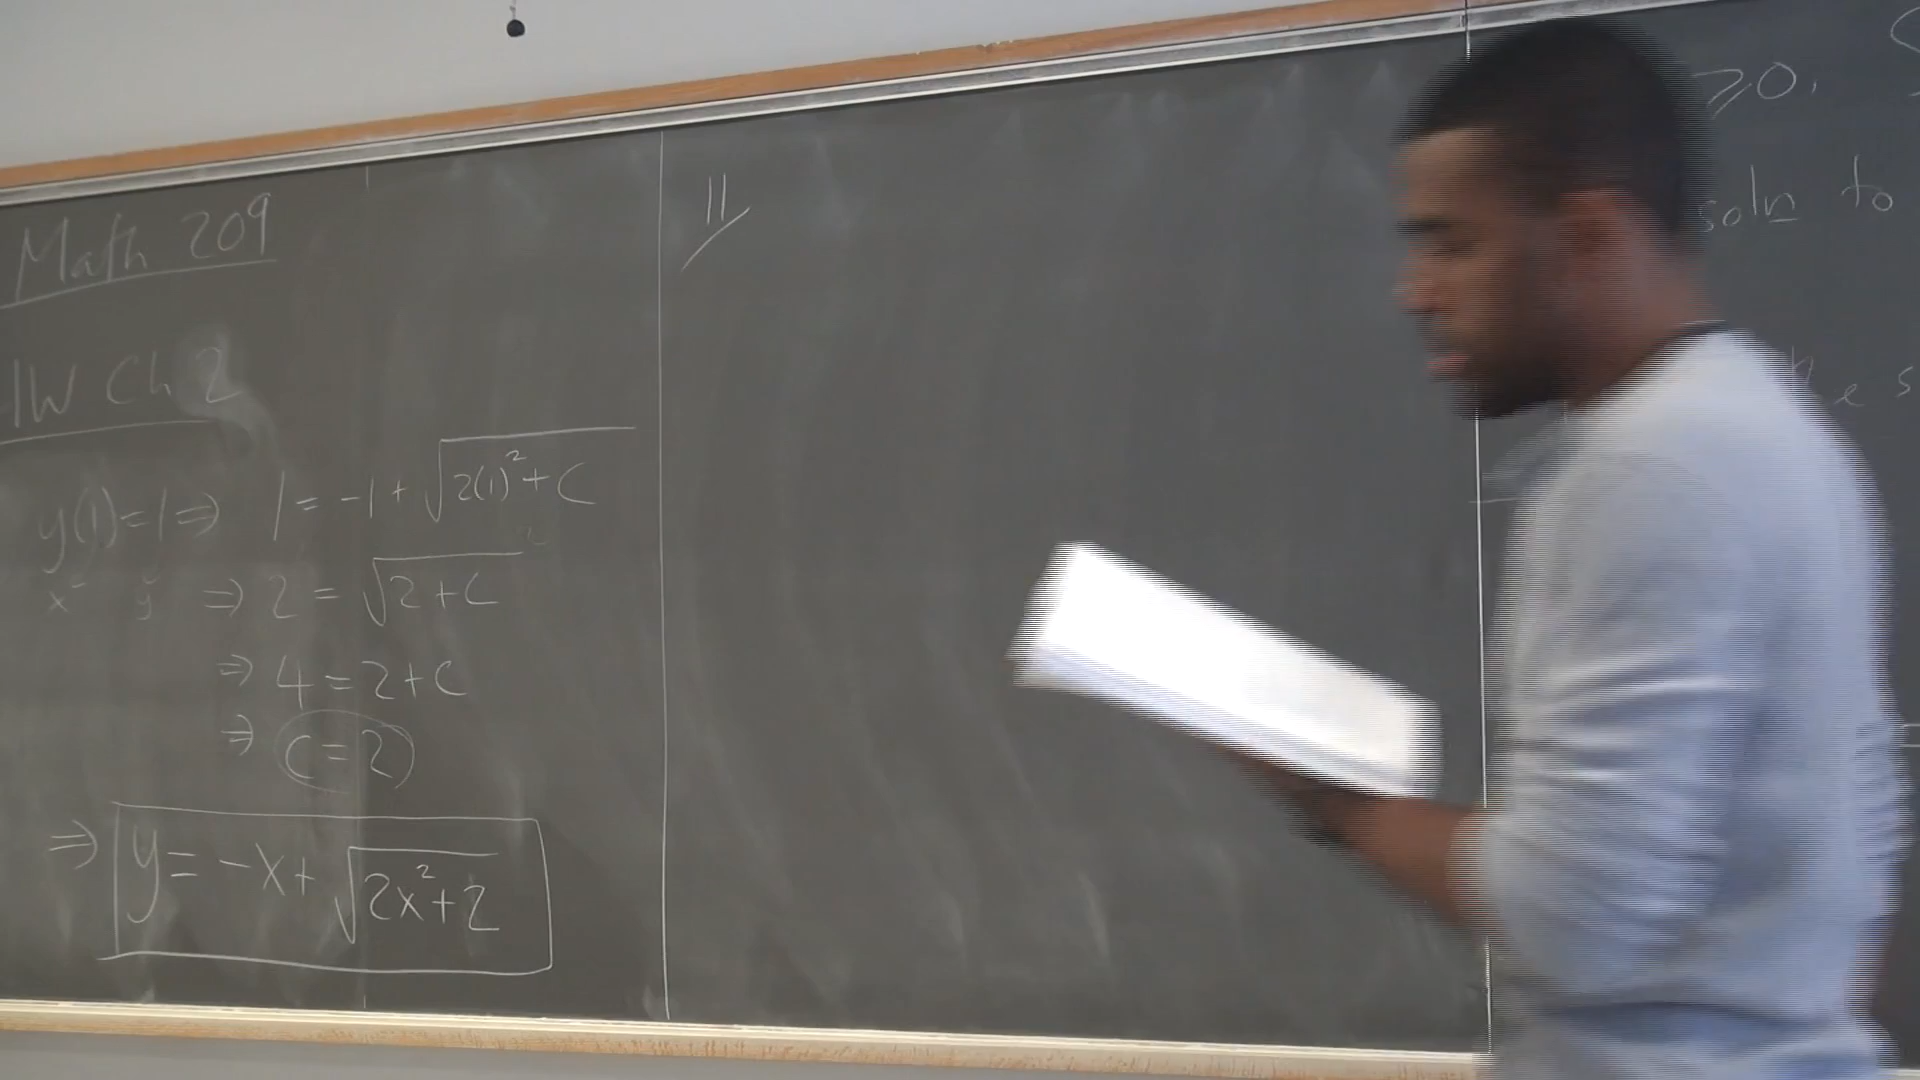 Math 209
HW Ch 2
y(1)=1 ⇒ 1 = -1 + √(2(1)²+C)
x y ⇒ 2 = √(2+C)
⇒ 4 = 2+C
⇒ C=2
⇒ y = -x + √(2x²+2)
11/
≥0,
soln to